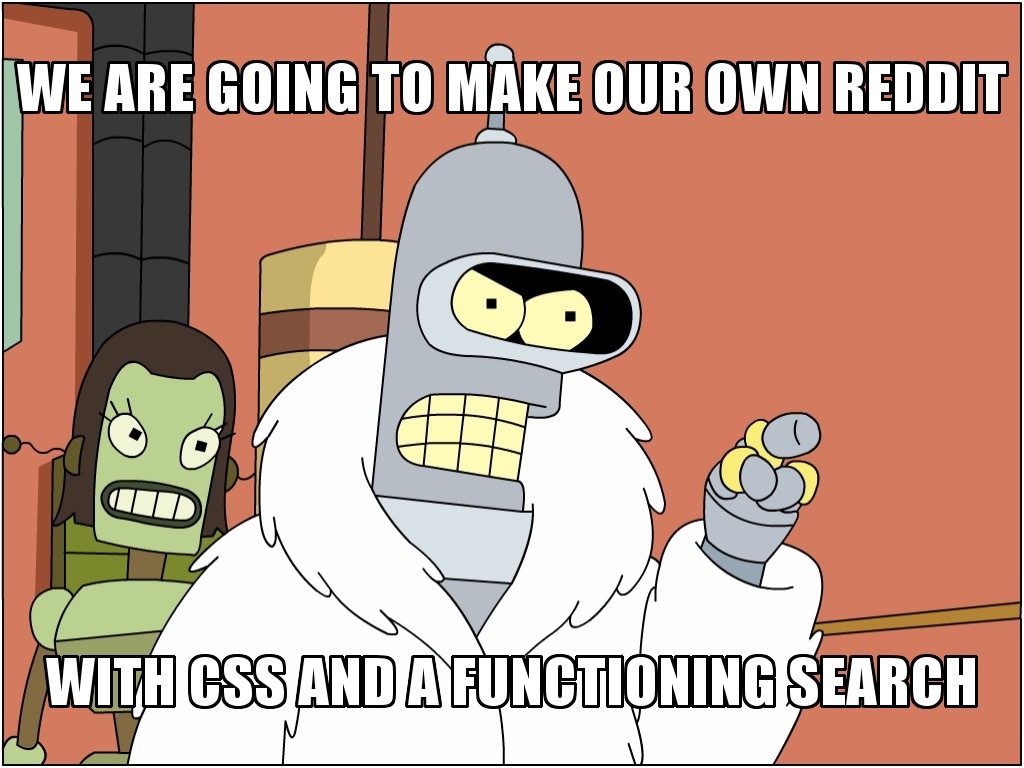 WE ARE GOING TO MAKE OUR OWN REDDIT
WITH CSS AND A FUNCTIONING SEARCH